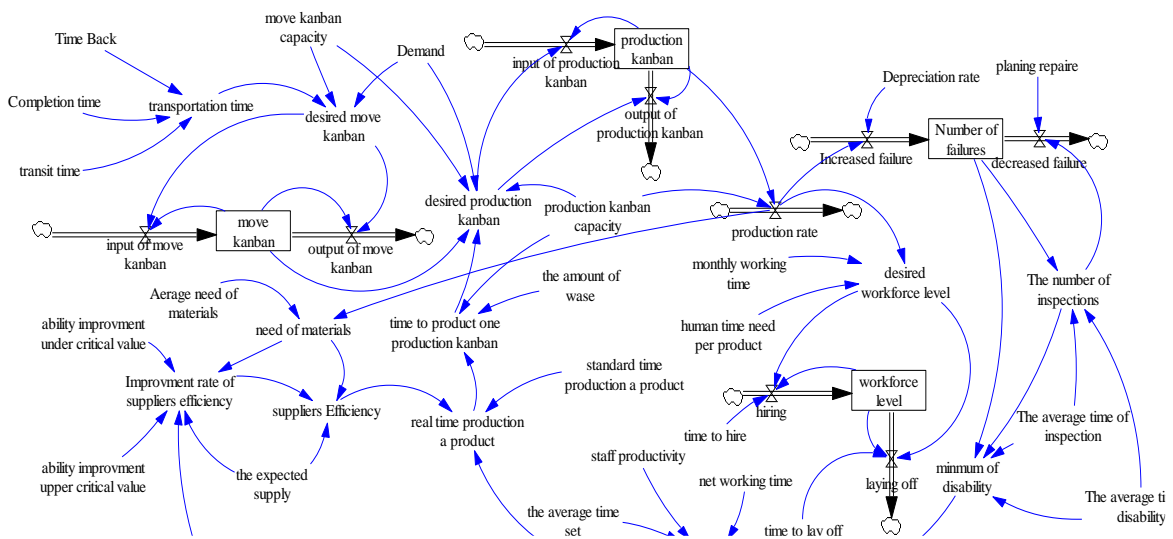 Time Back
move kanban
capacity
Demand
production
kanban
input of production
kanban
Depreciation rate
planing repaire
Completion time
transportation time
desired move
kanban
output of
production kanban
Number of
failures
Increased failure
decreased failure
transit time
desired production
kanban
production kanban
capacity
production rate
move
kanban
input of move
kanban
output of move
kanban
monthly working
time
desired
workforce level
The number of
inspections
Aerage need of
materials
the amount of
wase
ability improvment
under critical value
need of materials
time to product one
production kanban
human time need
per product
Improvment rate of
suppliers efficiency
suppliers Efficiency
standard time
production a product
real time production
a product
workforce
level
hiring
time to hire
The average time of
inspection
staff productivity
ability improvment
upper critical value
the expected
supply
net working time
laying off
minmum of
disability
The average ti
disability
the average time
set
time to lay off